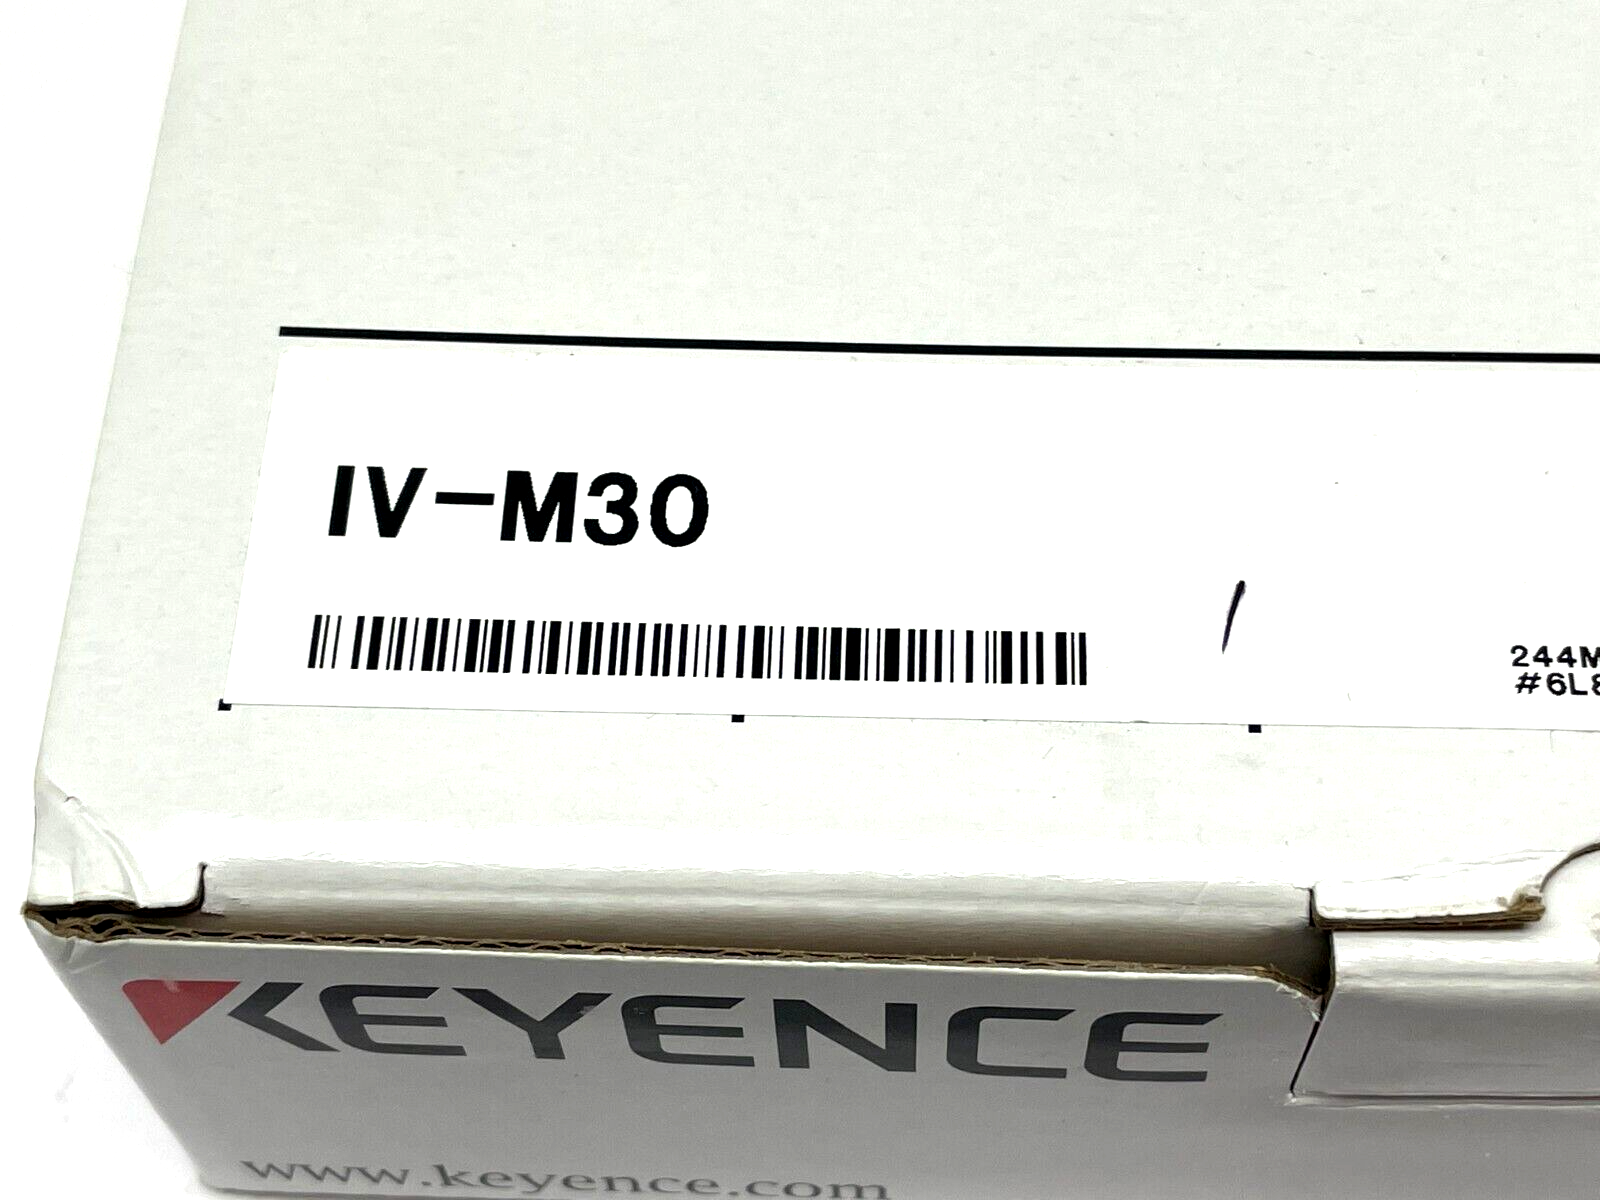 IV-M30
244M
#6L8
KEYENCE
www.keyence.com